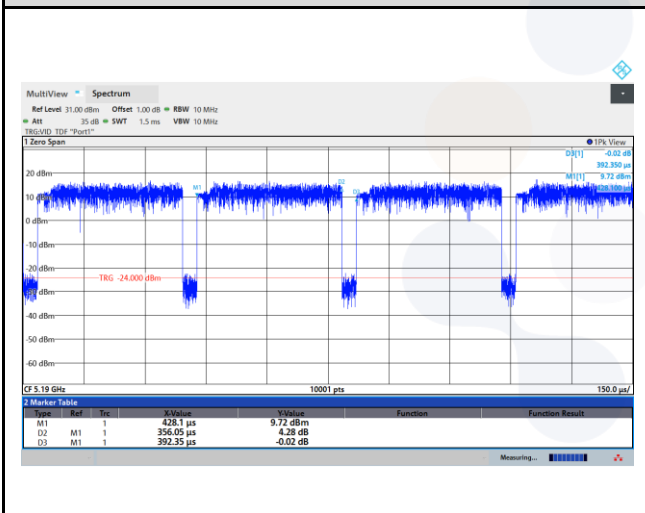 MultiView Spectrum
Ref Level 31.00 dBm Offset 1.00 dB RBW 10 MHz
Att 35 dB SWT 1.5 ms VBW 10 MHz
TRG:VID TDF "Port1"
1 Zero Span 1Pk View
D3[1] -0.02 dB
392.350 µs
M1[1] 9.72 dBm
428.100 µs
20 dBm
M1 D2 D3
10 dBm
0 dBm
-10 dBm
-20 dBm
TRG -24.000 dBm
-30 dBm
-40 dBm
-50 dBm
-60 dBm
CF 5.19 GHz 10001 pts 150.0 µs/
2 Marker Table
Type Ref Trc X-Value Y-Value Function Function Result
M1 1 428.1 µs 9.72 dBm
D2 M1 1 356.05 µs 4.28 dB
D3 M1 1 392.35 µs -0.02 dB
Measuring...